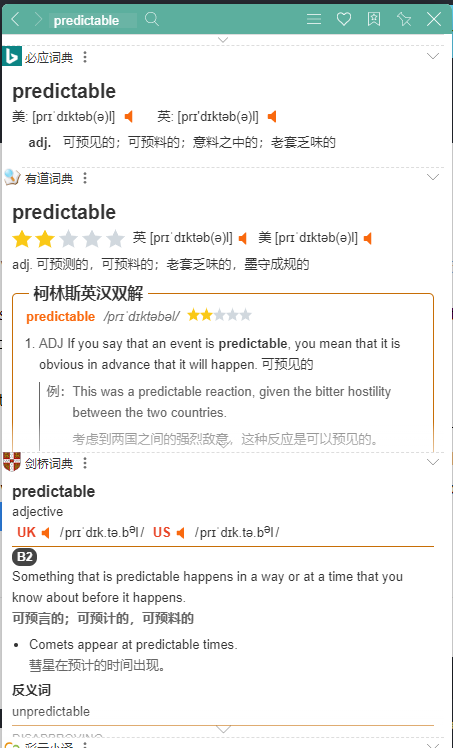 predictable
必应词典
predictable
美: [prɪˈdɪktəb(ə)l] 英: [prɪ'dɪktəb(ə)l]
adj. 可预见的；可预料的；意料之中的；老套乏味的
有道词典
predictable
英 [prɪˈdɪktəb(ə)l] 美 [prɪˈdɪktəb(ə)l]
adj. 可预测的，可预料的；老套乏味的，墨守成规的
柯林斯英汉双解
predictable /prɪˈdɪktəbəl/
1. ADJ If you say that an event is predictable, you mean that it is
obvious in advance that it will happen. 可预见的
例： This was a predictable reaction, given the bitter hostility
between the two countries.
考虑到两国之间的强烈敌意，这种反应是可以预见的。
剑桥词典
predictable
adjective
UK /prɪˈdɪk.tə.bəl/ US /prɪˈdɪk.tə.bəl/
B2
Something that is predictable happens in a way or at a time that you
know about before it happens.
可预言的；可预计的，可预料的
• Comets appear at predictable times.
彗星在预计的时间出现。
反义词
unpredictable
DISAPPROVING
彩云小译